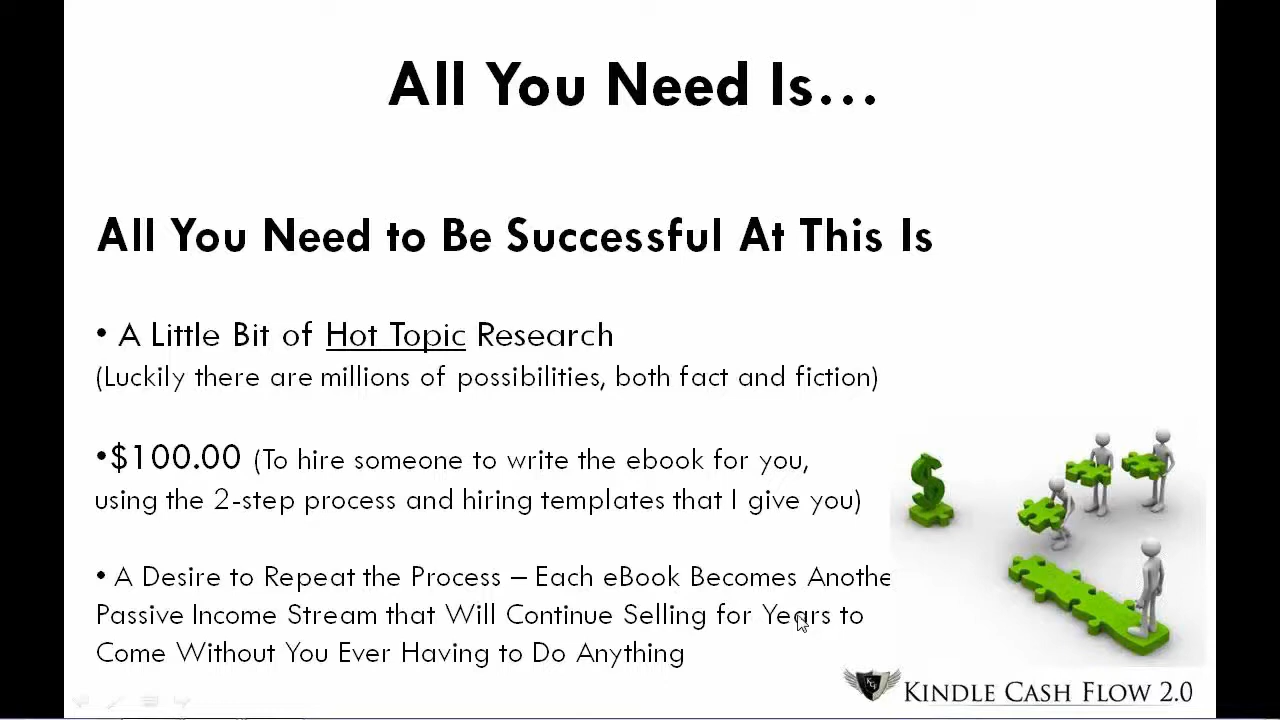 All You Need Is...
All You Need to Be Successful At This Is
• A Little Bit of Hot Topic Research
(Luckily there are millions of possibilities, both fact and fiction)
•$100.00 (To hire someone to write the ebook for you,
using the 2-step process and hiring templates that I give you)
• A Desire to Repeat the Process – Each eBook Becomes Anothe
Passive Income Stream that Will Continue Selling for Years to
Come Without You Ever Having to Do Anything
KINDLE CASH FLOW 2.0